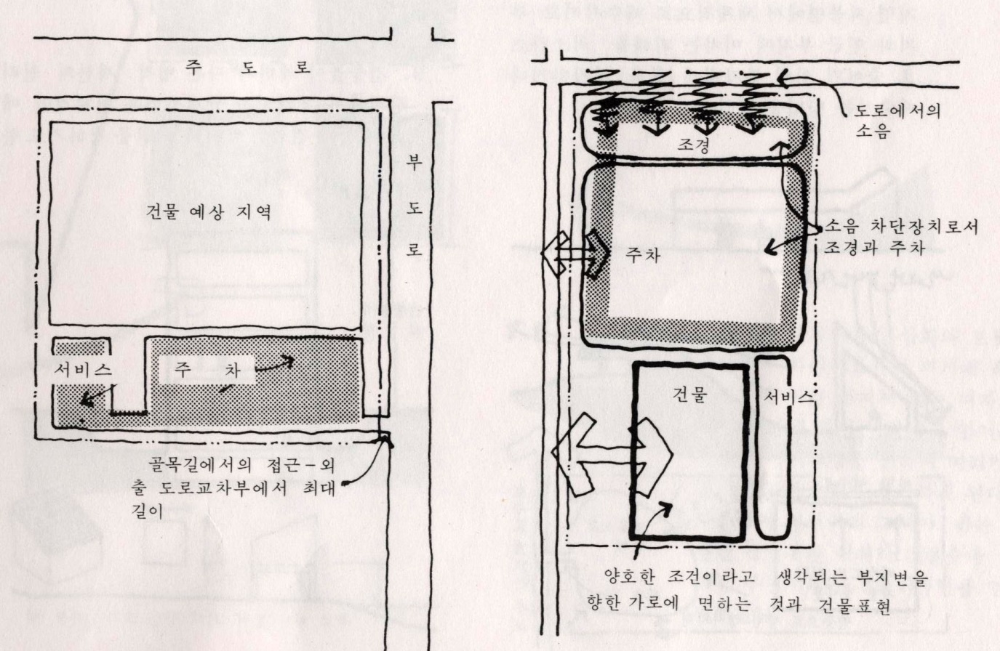 주 도 로
부
도
로
건물 예상 지역
서비스
주 차
골목길에서의 접근-외
출 도로교차부에서 최대
길이
도로에서의
소음
조경
소음 차단장치로서
조경과 주차
주차
건물
서비스
양호한 조건이라고 생각되는 부지변을
향한 가로에 면하는 것과 건물표현